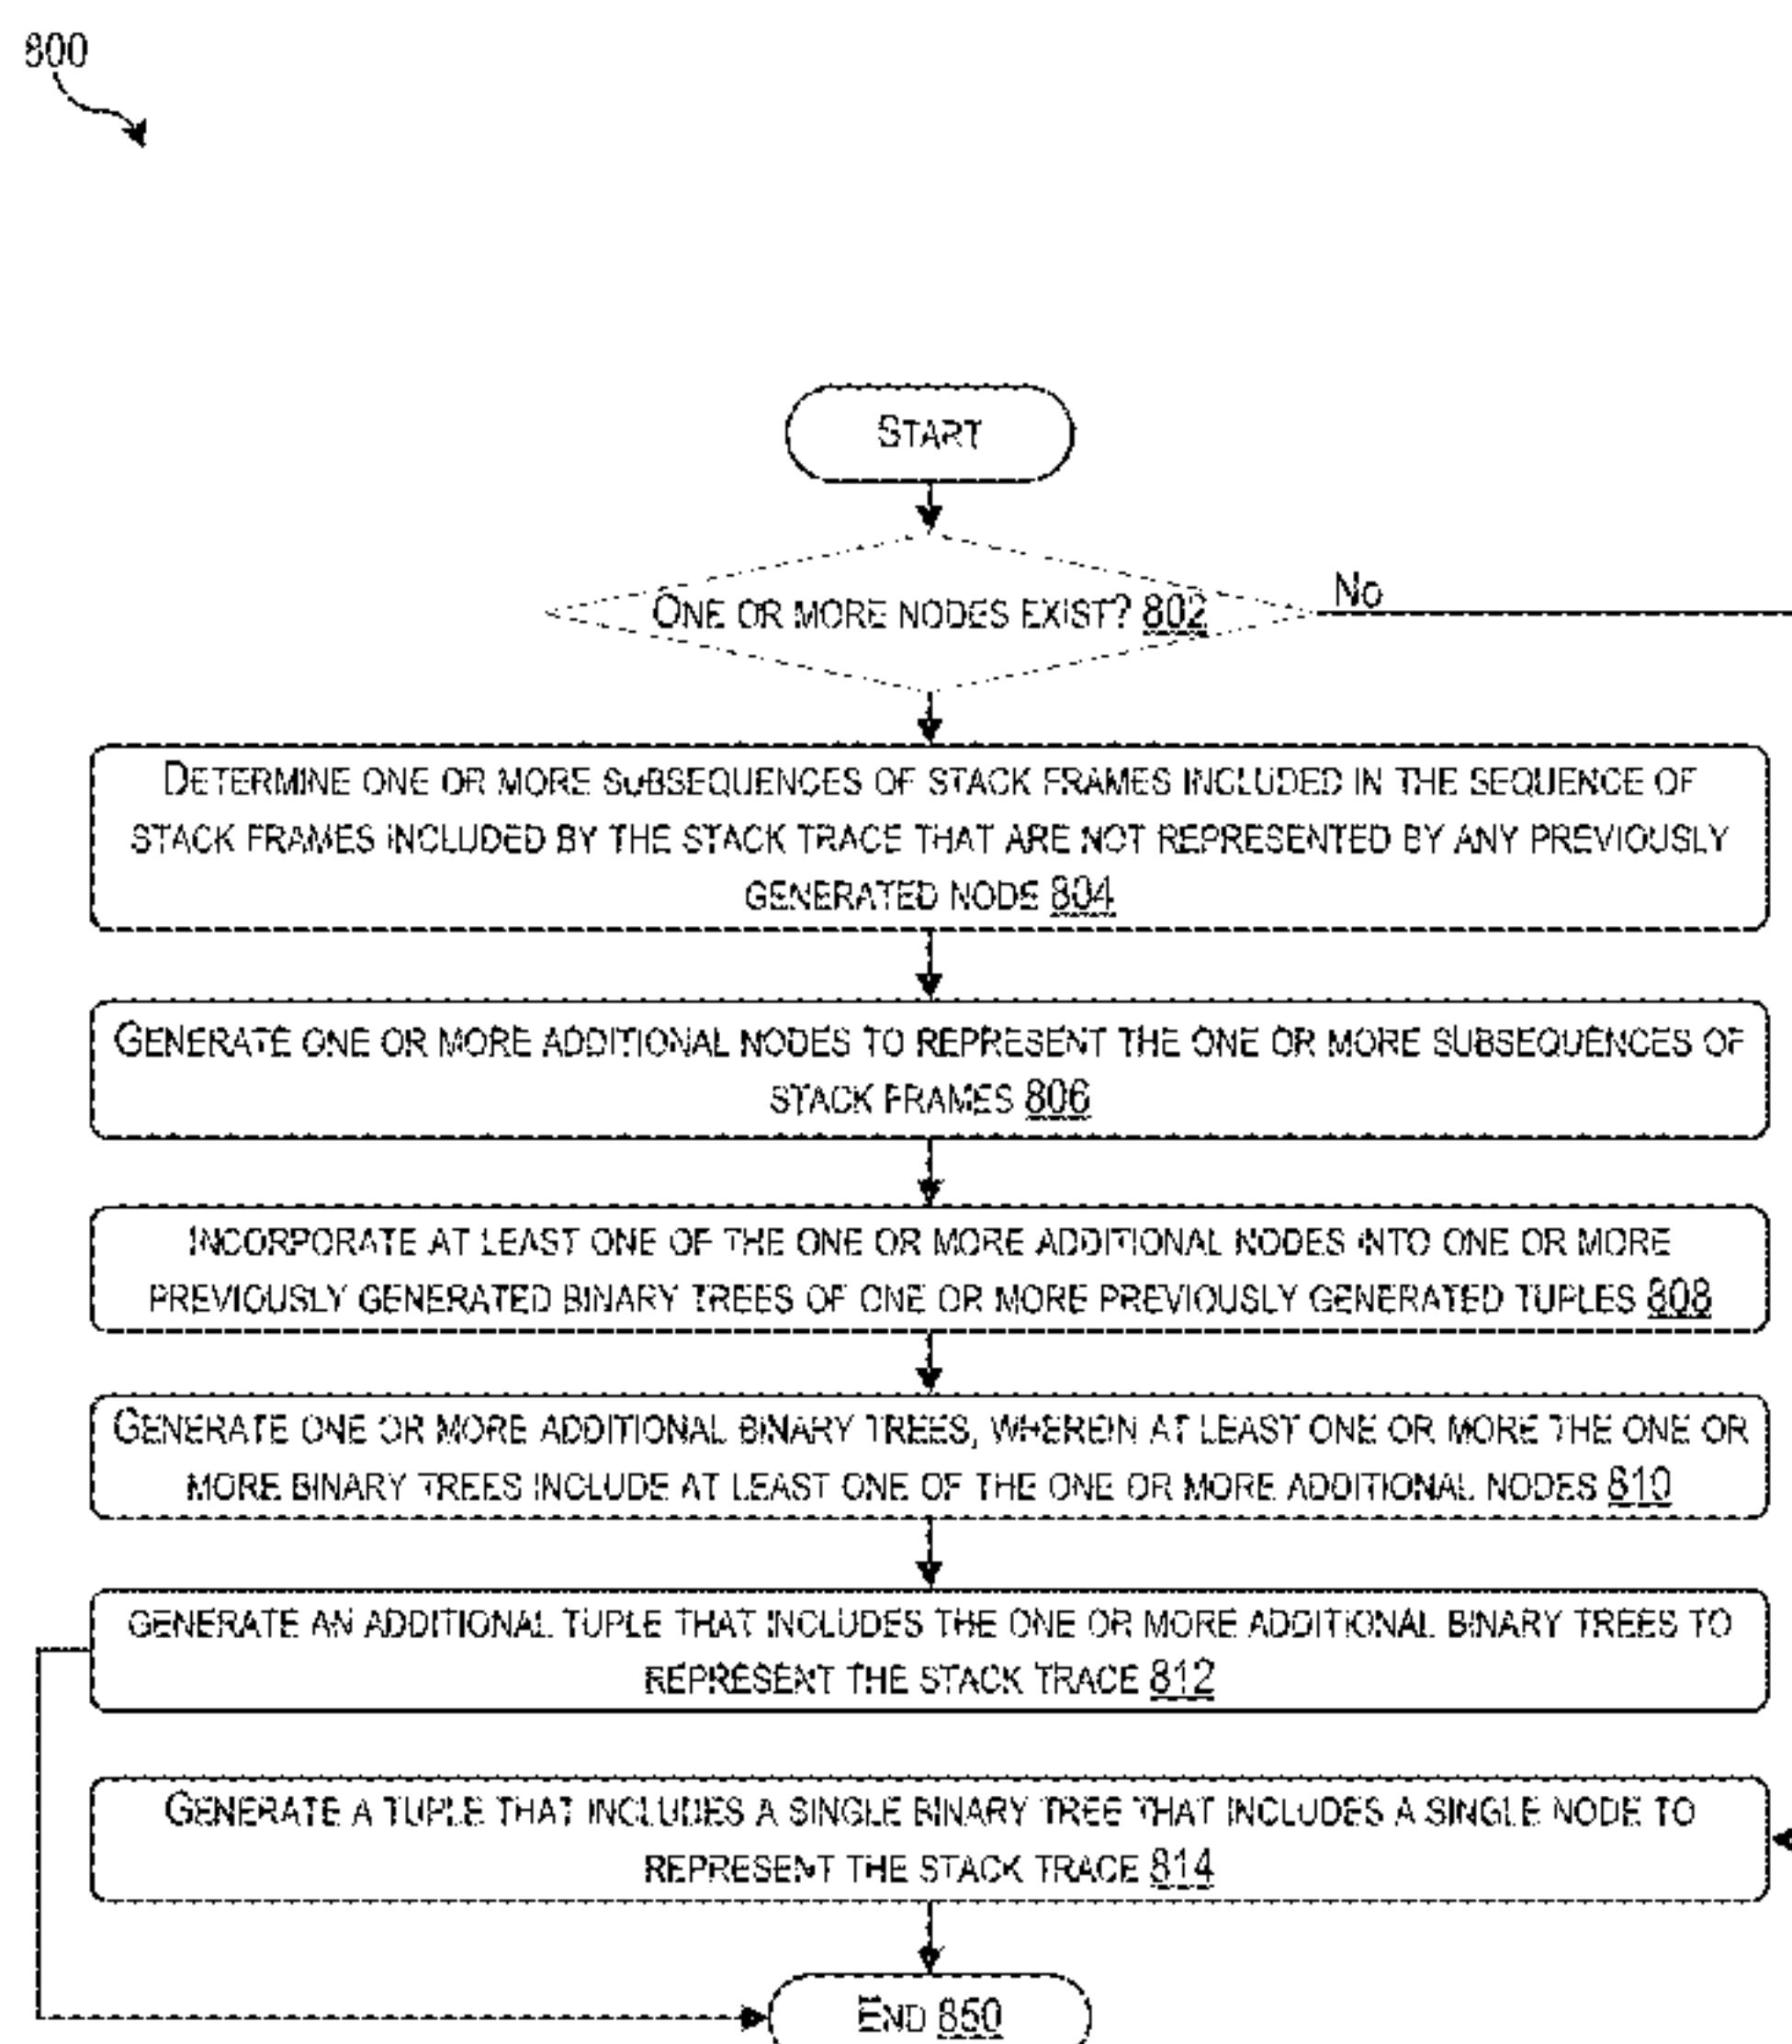 800
START
ONE OR MORE NODES EXIST? 802
No
DETERMINE ONE OR MORE SUBSEQUENCES OF STACK FRAMES INCLUDED IN THE SEQUENCE OF
STACK FRAMES INCLUDED BY THE STACK TRACE THAT ARE NOT REPRESENTED BY ANY PREVIOUSLY
GENERATED NODE 804
GENERATE ONE OR MORE ADDITIONAL NODES TO REPRESENT THE ONE OR MORE SUBSEQUENCES OF
STACK FRAMES 806
INCORPORATE AT LEAST ONE OF THE ONE OR MORE ADDITIONAL NODES INTO ONE OR MORE
PREVIOUSLY GENERATED BINARY TREES OF ONE OR MORE PREVIOUSLY GENERATED TUPLES 808
GENERATE ONE OR MORE ADDITIONAL BINARY TREES, WHEREIN AT LEAST ONE OR MORE THE ONE OR
MORE BINARY TREES INCLUDE AT LEAST ONE OF THE ONE OR MORE ADDITIONAL NODES 810
GENERATE AN ADDITIONAL TUPLE THAT INCLUDES THE ONE OR MORE ADDITIONAL BINARY TREES TO
REPRESENT THE STACK TRACE 812
GENERATE A TUPLE THAT INCLUDES A SINGLE BINARY TREE THAT INCLUDES A SINGLE NODE TO
REPRESENT THE STACK TRACE 814
END 850